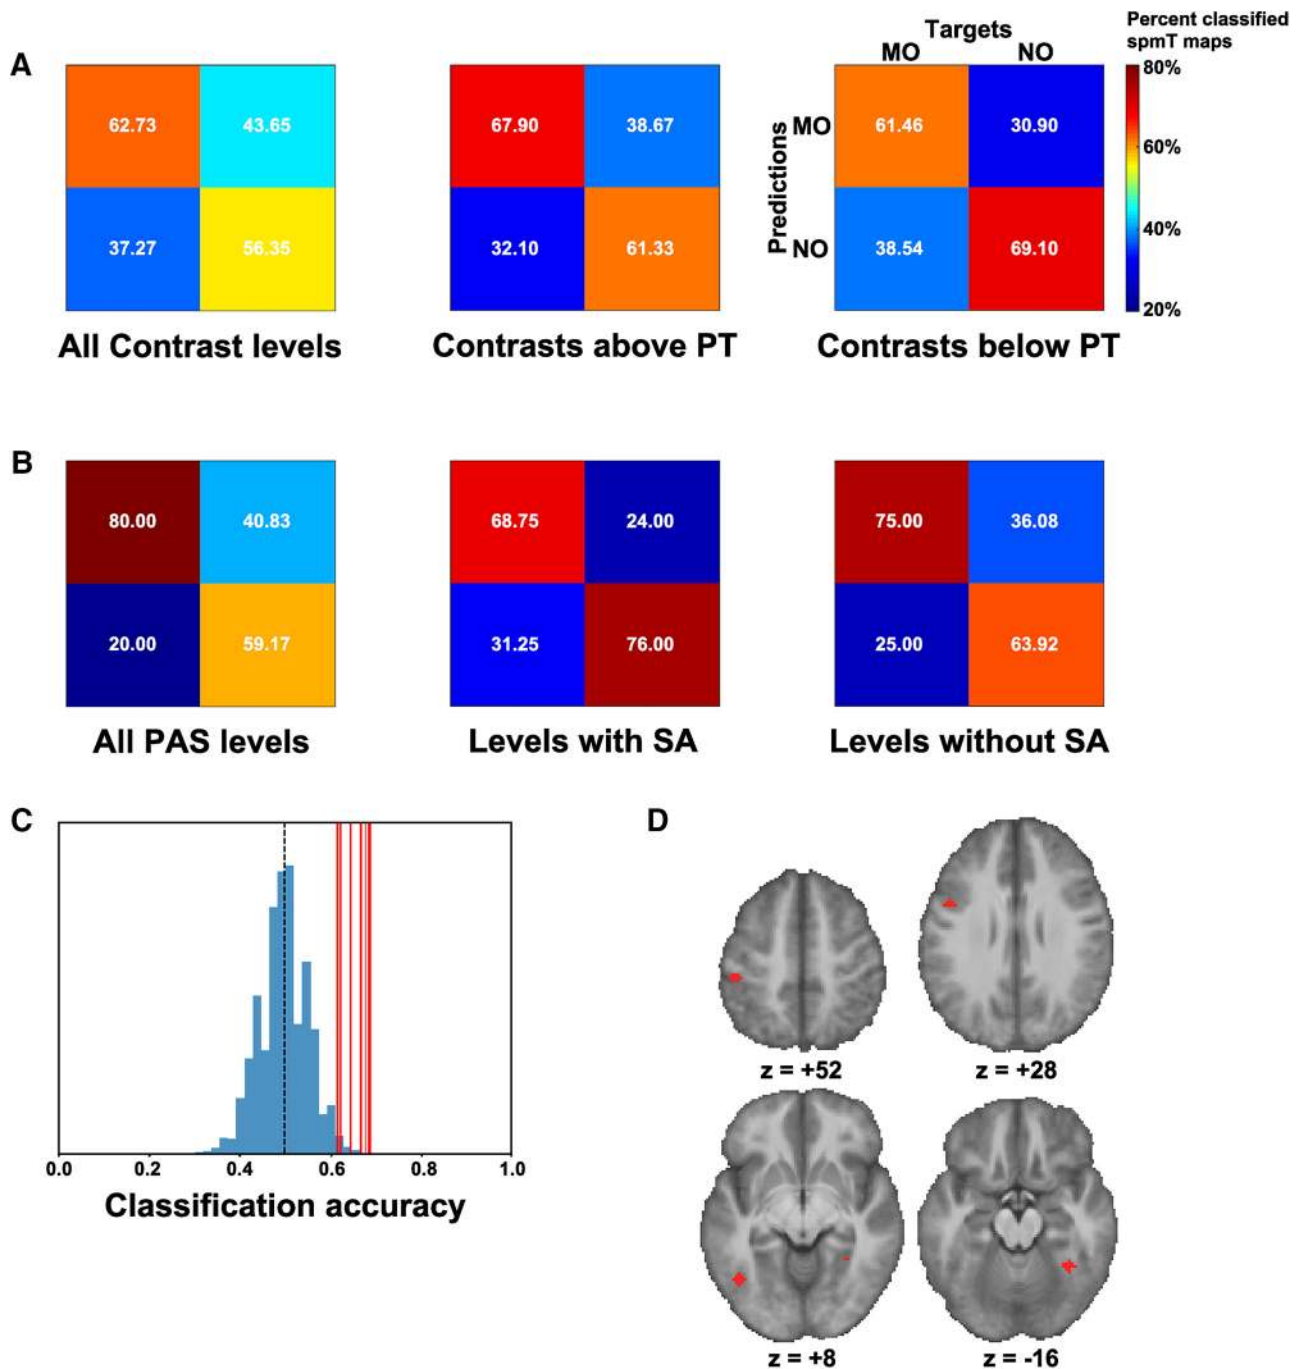 A
Targets
MO NO
Percent classified
spmT maps
Predictions
MO
NO
62.73 43.65
37.27 56.35
67.90 38.67
32.10 61.33
61.46 30.90
38.54 69.10
80%
60%
40%
20%
All Contrast levels
Contrasts above PT
Contrasts below PT
B
80.00 40.83
20.00 59.17
68.75 24.00
31.25 76.00
75.00 36.08
25.00 63.92
All PAS levels
Levels with SA
Levels without SA
C
0.0 0.2 0.4 0.6 0.8 1.0
Classification accuracy
D
z = +52
z = +28
z = +8
z = -16